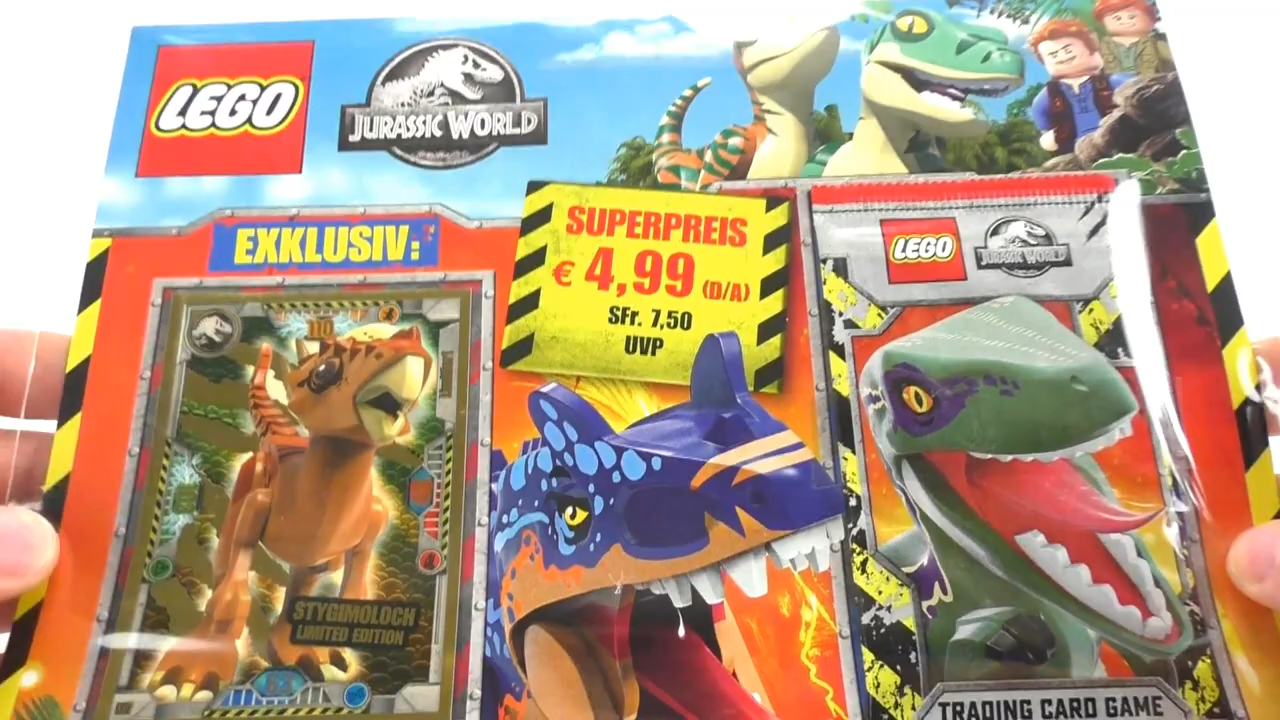 LEGO
JURASSIC WORLD
EXKLUSIV:
SUPERPREIS
€ 4,99 (D/A)
SFr. 7,50
UVP
110
STYGIMOLOCH
LIMITED EDITION
LEGO
JURASSIC WORLD
TRADING CARD GAME